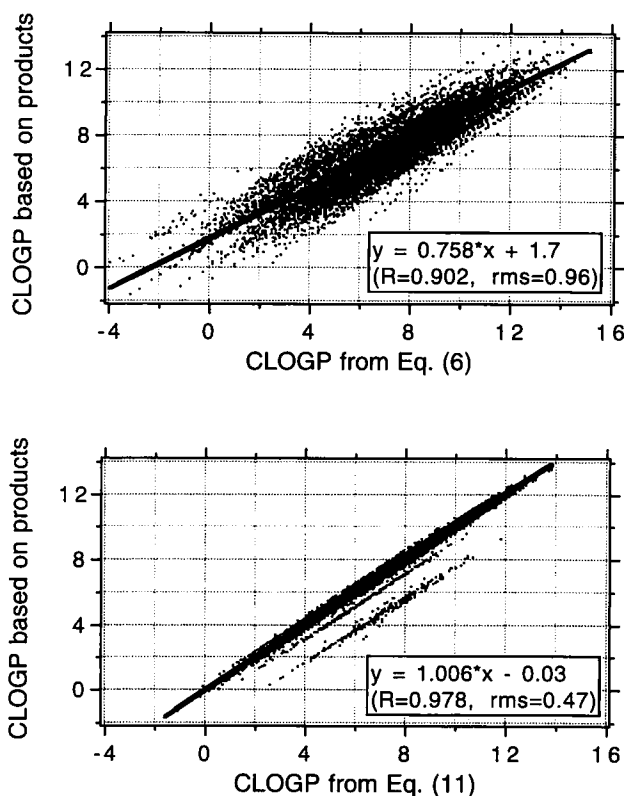 CLOGP based on products
12
8
4
0
y = 0.758*x + 1.7
(R=0.902, rms=0.96)
-4 0 4 8 12 16
CLOGP from Eq. (6)
CLOGP based on products
12
8
4
0
y = 1.006*x - 0.03
(R=0.978, rms=0.47)
-4 0 4 8 12 16
CLOGP from Eq. (11)